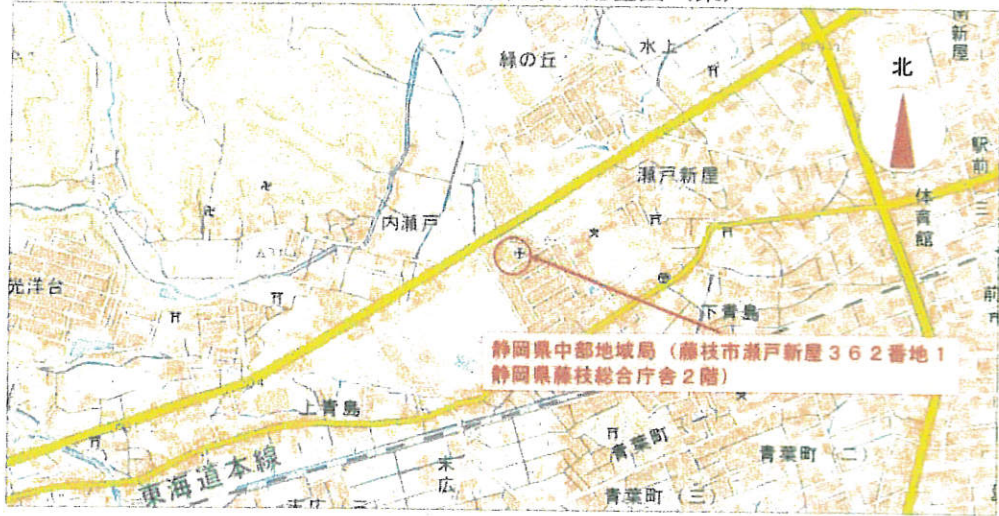 緑の丘
水上
北
瀬戸新屋
駅前
三
体育館
内瀬戸
光洋台
下青島
前
静岡県中部地域局（藤枝市瀬戸新屋３６２番地１
静岡県藤枝総合庁舎２階）
上青島
東海道本線
末広
青葉町
青葉町（二）
青葉町（三）